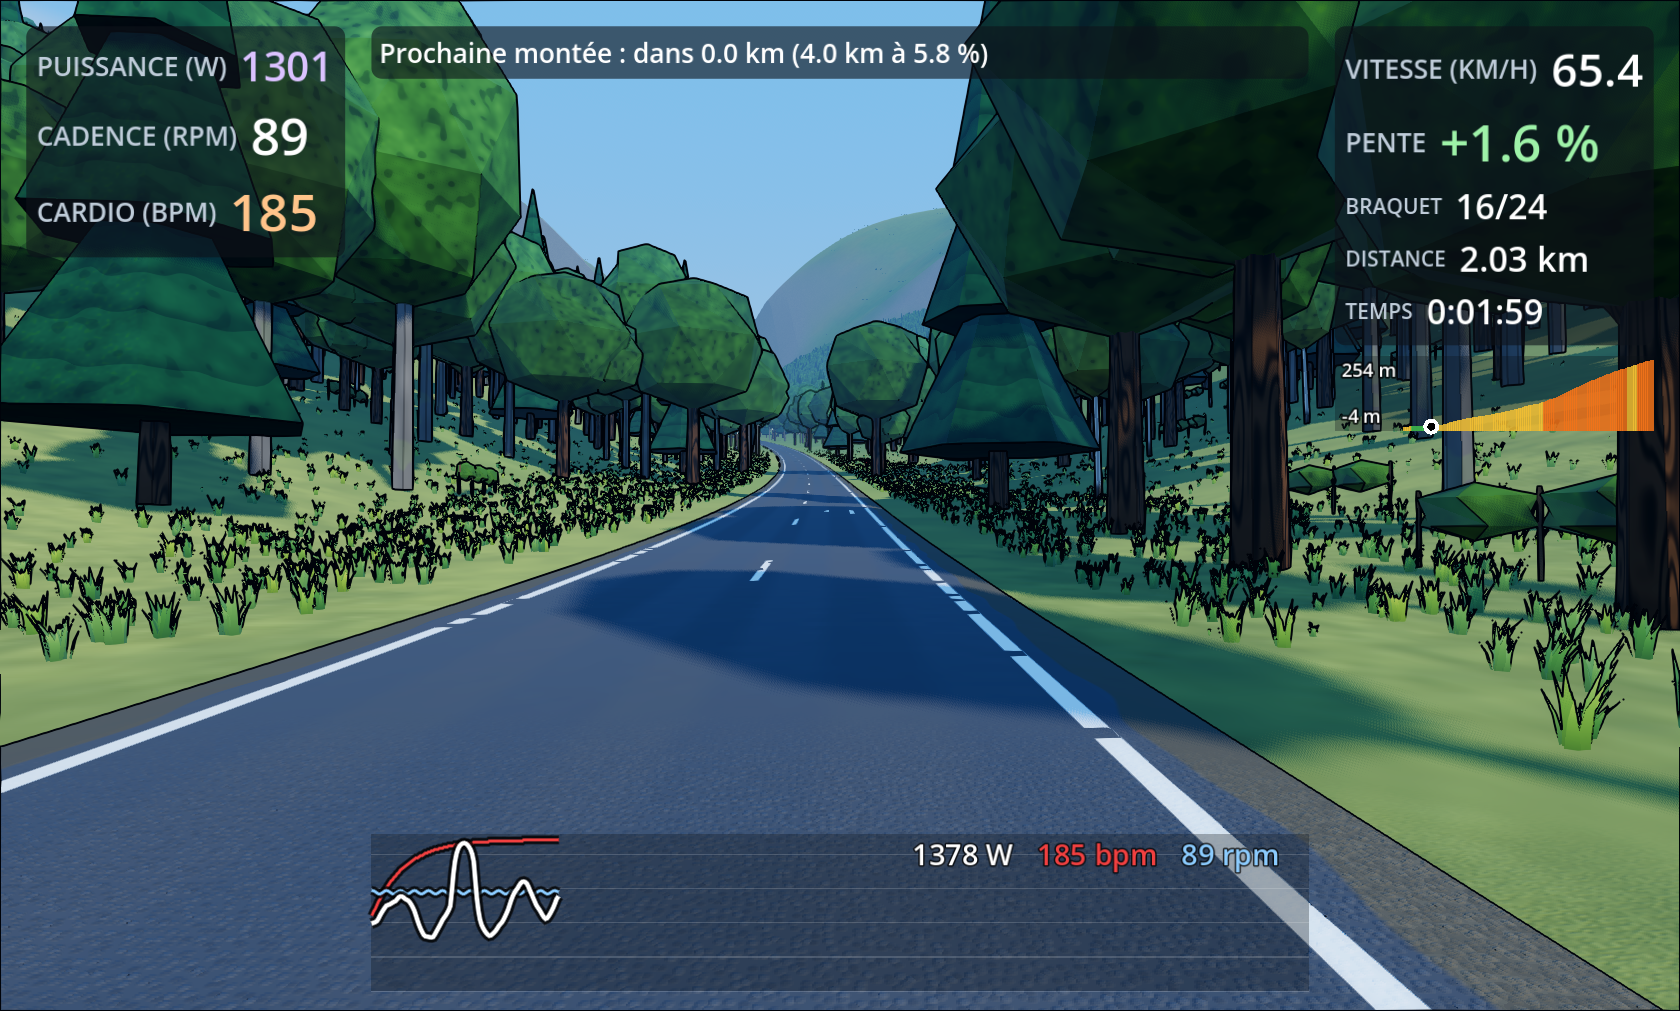 PUISSANCE (W) 1301
CADENCE (RPM) 89
CARDIO (BPM) 185
Prochaine montée : dans 0.0 km (4.0 km à 5.8 %)
VITESSE (KM/H) 65.4
PENTE +1.6 %
BRAQUET 16/24
DISTANCE 2.03 km
TEMPS 0:01:59
254 m
-4 m
1378 W 185 bpm 89 rpm